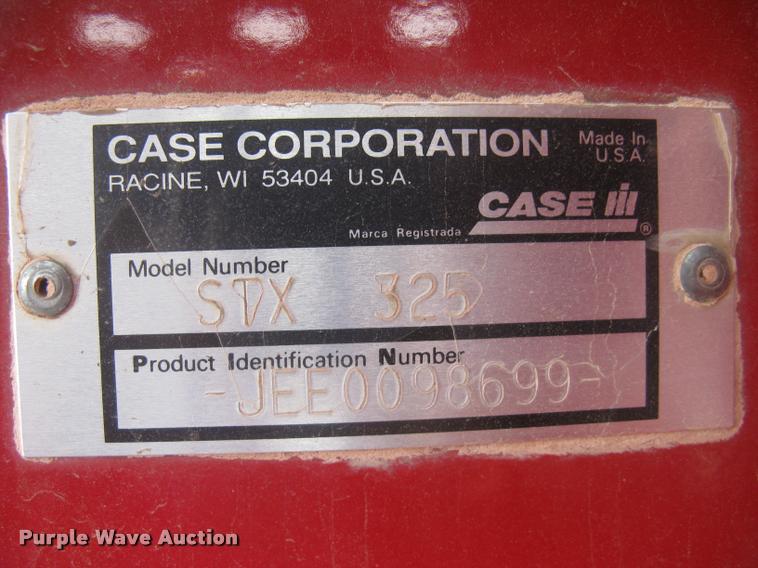 CASE CORPORATION
Made In
U.S.A.
RACINE, WI 53404 U.S.A.
CASE IH
®
Marca Registrada
Model Number
STX 325
Product Identification Number
-JEE0098699-
Purple Wave Auction